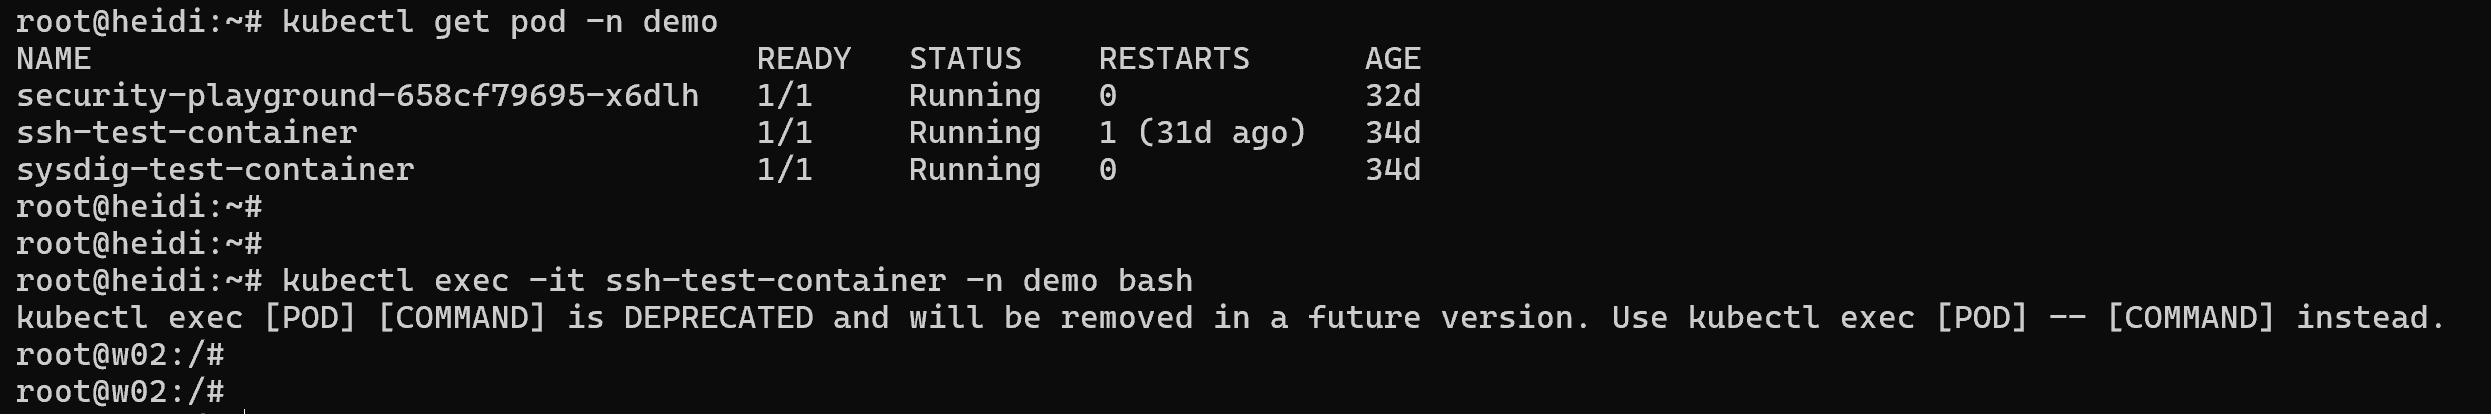 root@heidi:~# kubectl get pod -n demo
NAME                                   READY   STATUS    RESTARTS      AGE
security-playground-658cf79695-x6dlh   1/1     Running   0             32d
ssh-test-container                     1/1     Running   1 (31d ago)   34d
sysdig-test-container                  1/1     Running   0             34d
root@heidi:~#
root@heidi:~#
root@heidi:~# kubectl exec -it ssh-test-container -n demo bash
kubectl exec [POD] [COMMAND] is DEPRECATED and will be removed in a future version. Use kubectl exec [POD] -- [COMMAND] instead.
root@w02:/#
root@w02:/#